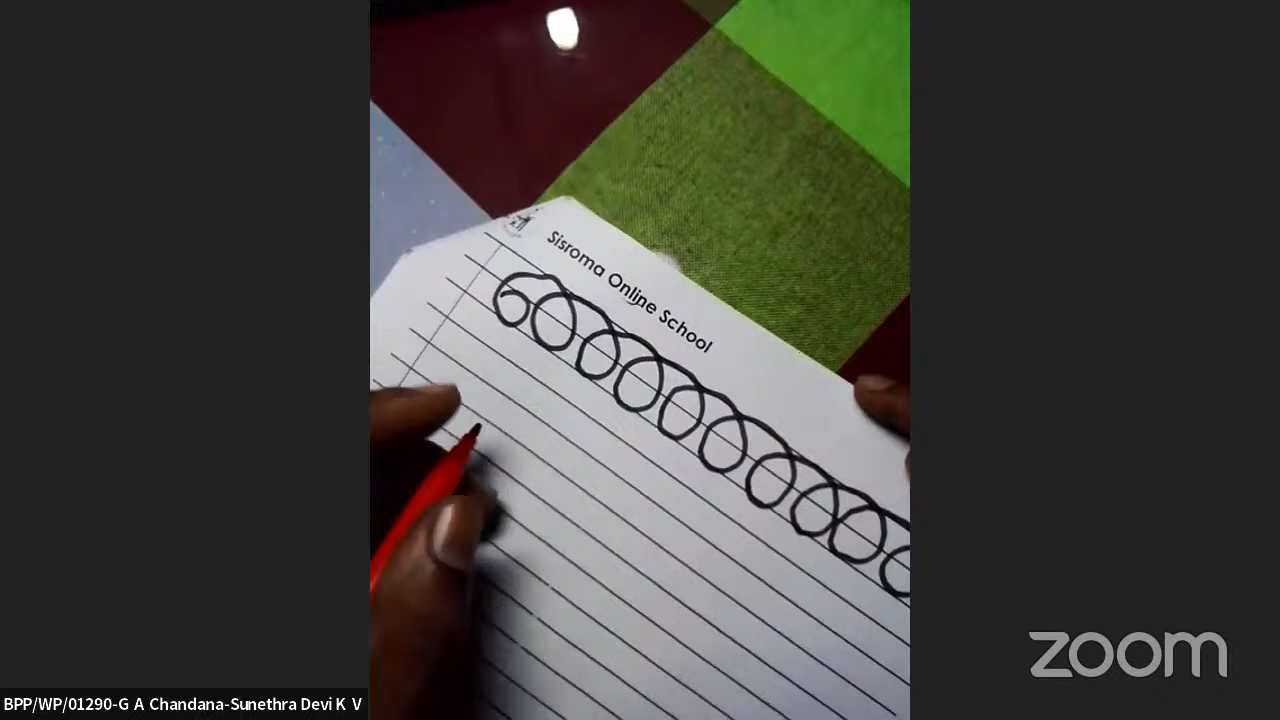 Sisroma Online School
zoom
BPP/WP/01290-G A Chandana-Sunethra Devi K V